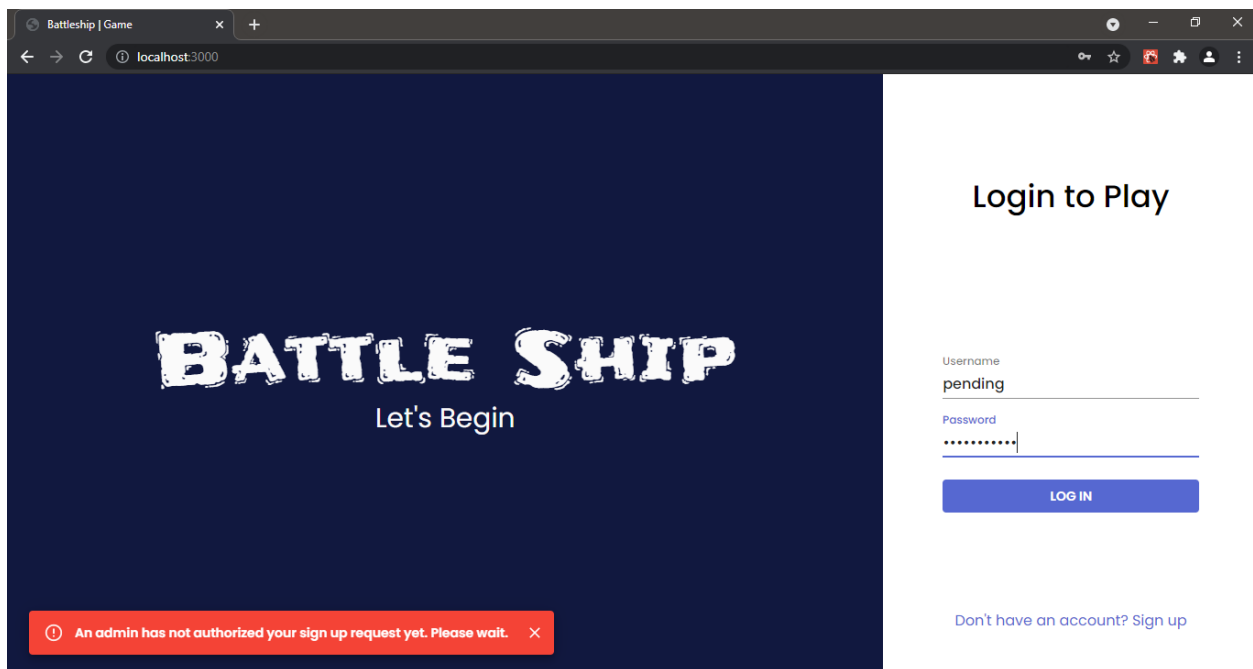 Battleship | Game
localhost:3000
Login to Play
BATTLE SHIP
Let's Begin
Username
pending
Password
•••••••••••
LOG IN
An admin has not authorized your sign up request yet. Please wait.
Don't have an account? Sign up